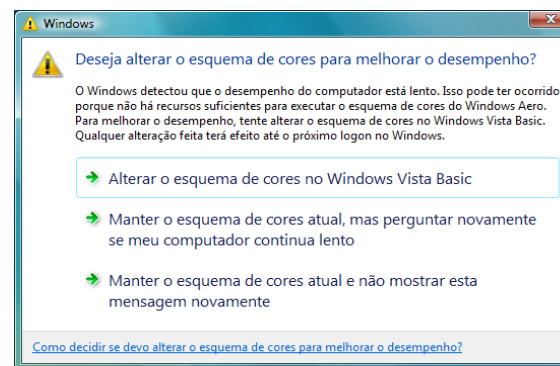 Windows
Deseja alterar o esquema de cores para melhorar o desempenho?
O Windows detectou que o desempenho do computador está lento. Isso pode ter ocorrido
porque não há recursos suficientes para executar o esquema de cores do Windows Aero.
Para melhorar o desempenho, tente alterar o esquema de cores no Windows Vista Basic.
Qualquer alteração feita terá efeito até o próximo logon no Windows.
Alterar o esquema de cores no Windows Vista Basic
Manter o esquema de cores atual, mas perguntar novamente
se meu computador continua lento
Manter o esquema de cores atual e não mostrar esta
mensagem novamente
Como decidir se devo alterar o esquema de cores para melhorar o desempenho?